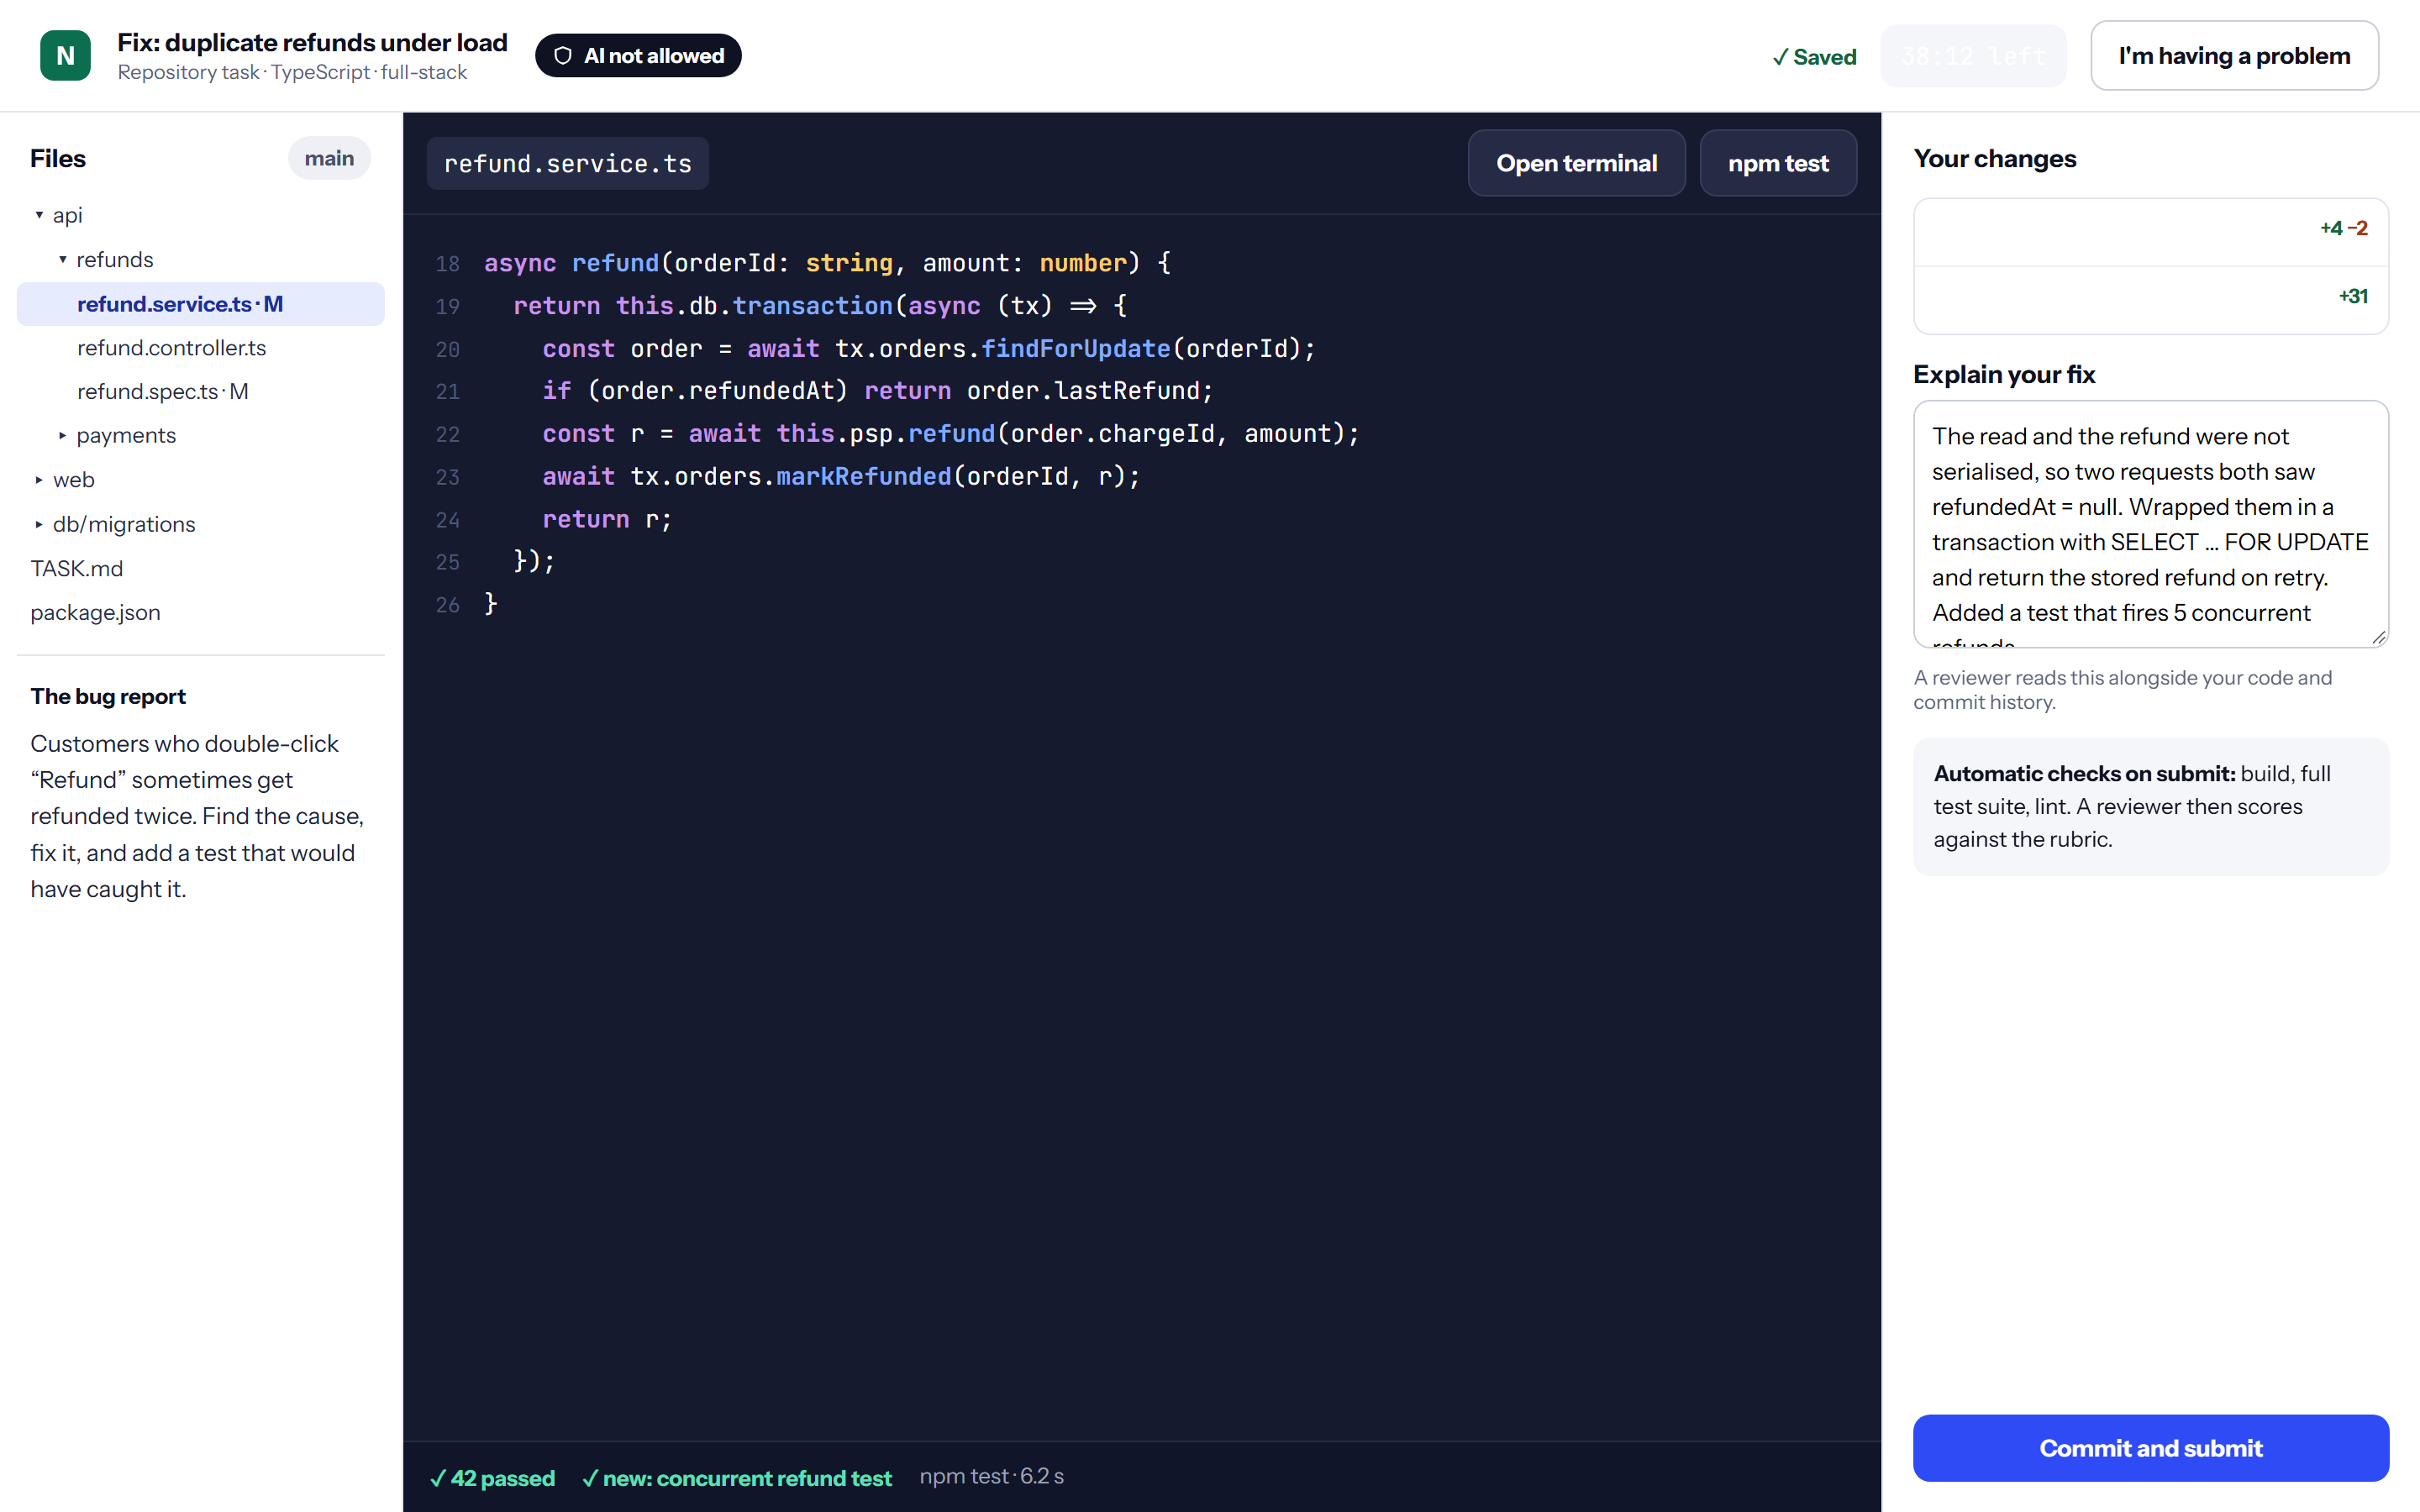 N
Fix: duplicate refunds under load
Repository task · TypeScript · full-stack
AI not allowed
✓ Saved
38:12 left
I'm having a problem
Files
main
▾ api
▾ refunds
refund.service.ts · M
refund.controller.ts
refund.spec.ts · M
▸ payments
▸ web
▸ db/migrations
TASK.md
package.json
The bug report
Customers who double-click
“Refund” sometimes get
refunded twice. Find the cause,
fix it, and add a test that would
have caught it.
refund.service.ts
Open terminal
npm test
18 async refund(orderId: string, amount: number) {
19 return this.db.transaction(async (tx) => {
20 const order = await tx.orders.findForUpdate(orderId);
21 if (order.refundedAt) return order.lastRefund;
22 const r = await this.psp.refund(order.chargeId, amount);
23 await tx.orders.markRefunded(orderId, r);
24 return r;
25 });
26 }
✓ 42 passed
✓ new: concurrent refund test
npm test · 6.2 s
Your changes
+4 −2
+31
Explain your fix
The read and the refund were not
serialised, so two requests both saw
refundedAt = null. Wrapped them in a
transaction with SELECT ... FOR UPDATE
and return the stored refund on retry.
Added a test that fires 5 concurrent
refunds
A reviewer reads this alongside your code and
commit history.
Automatic checks on submit: build, full
test suite, lint. A reviewer then scores
against the rubric.
Commit and submit